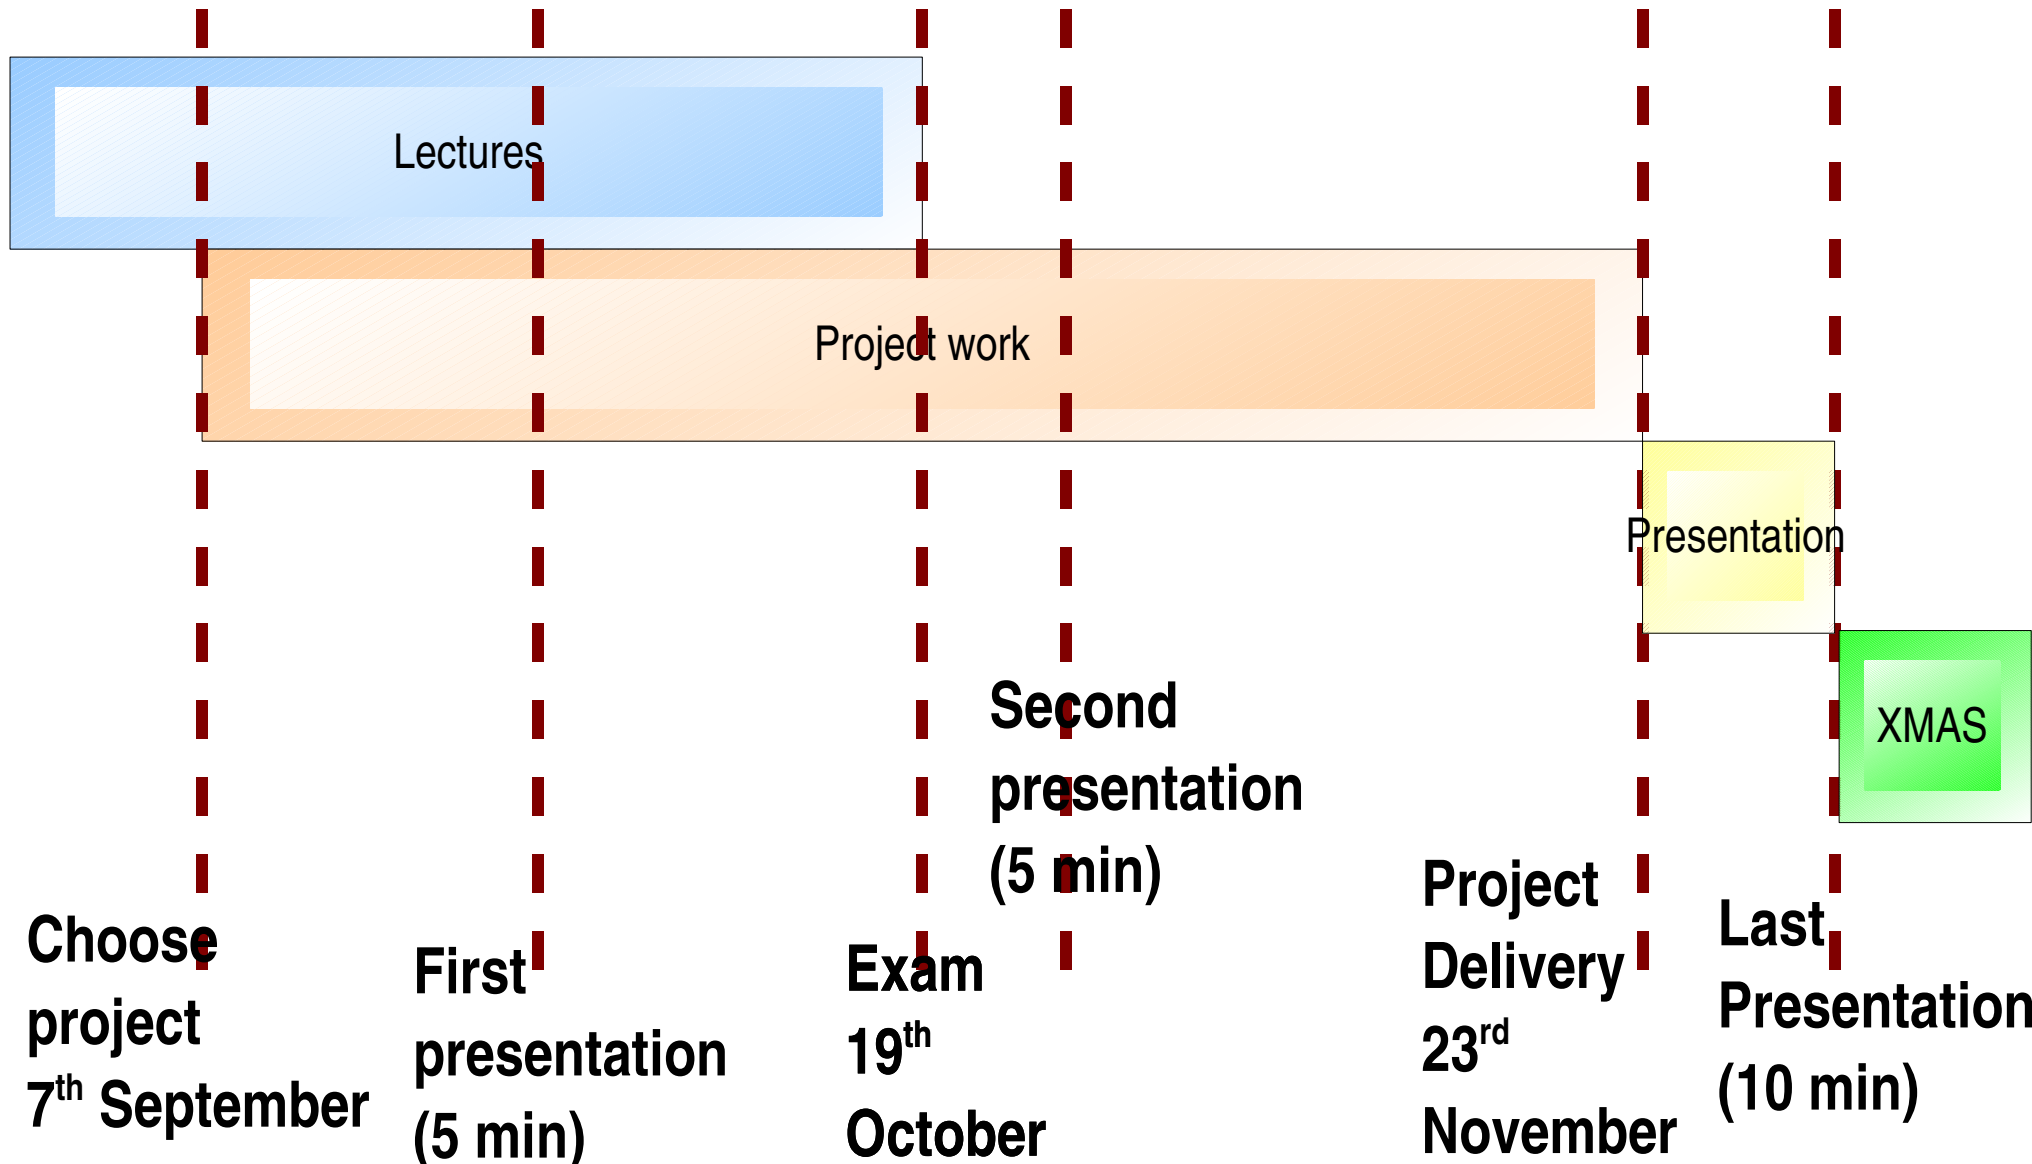 Lectures
Project work
Presentation
XMAS
Second
presentation
(5 min)
Choose
project
7th September
First
presentation
(5 min)
Exam
19th
October
Project
Delivery
23rd
November
Last
Presentation
(10 min)